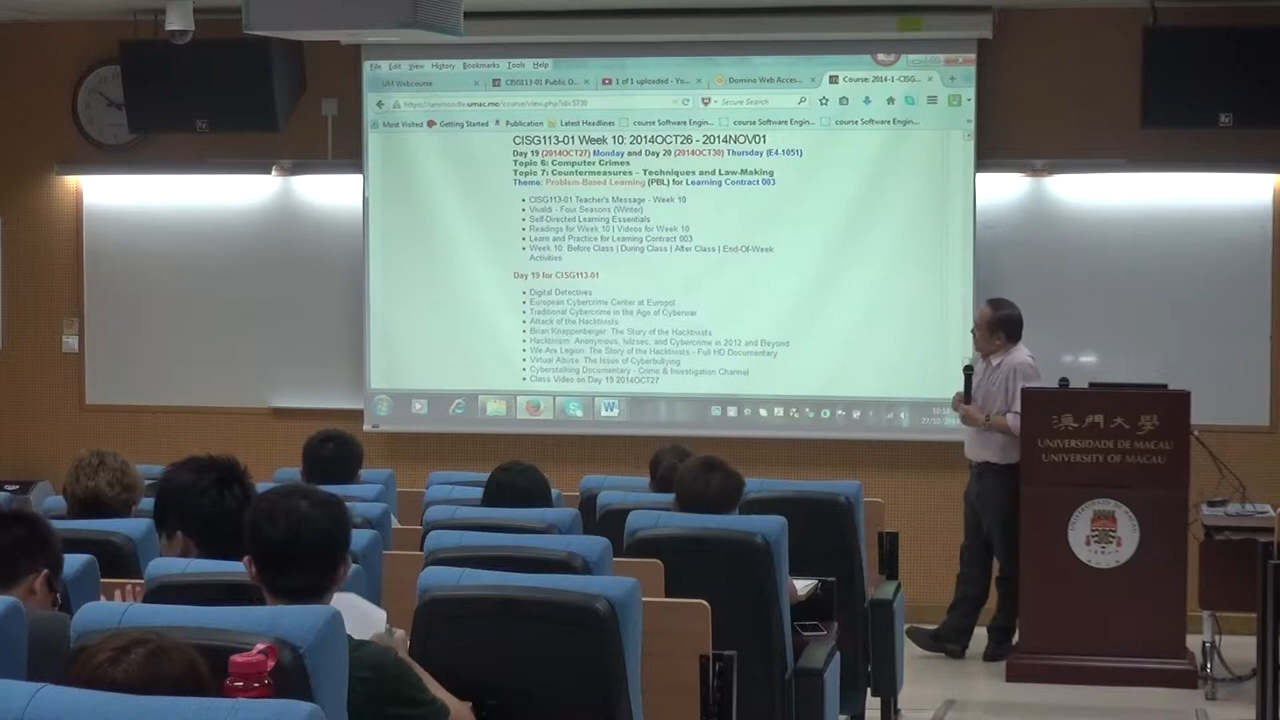 File Edit View History Bookmarks Tools Help
UM Webcourse
CISG113-01 Public O...
1 of 1 uploaded - Yo...
Domino Web Acces...
Course: 2014-1-CISG...
Secure Search
Most Visited
Getting Started
Publication
Latest Headlines
course Software Engin...
course Software Engin...
course Software Engin...
CISG113-01 Week 10: 2014OCT26 - 2014NOV01
Day 19 (2014OCT27) Monday and Day 20 (2014OCT30) Thursday (E4-1051)
Topic 6: Computer Crimes
Topic 7: Countermeasures - Techniques and Law-Making
Theme: Problem-Based Learning (PBL) for Learning Contract 003
CISG113-01 Teacher's Message - Week 10
Vivaldi - Four Seasons (Winter)
Self-Directed Learning Essentials
Readings for Week 10 | Videos for Week 10
Learn and Practice for Learning Contract 003
Week 10: Before Class | During Class | After Class | End-Of-Week
Activities
Day 19 for CISG113-01
Digital Detectives
European Cybercrime Center at Europol
Traditional Cybercrime in the Age of Cyberwar
Attack of the Hacktivists
Brian Knappenberger: The Story of the Hacktivists
Hacktivism: Anonymous, lulzsec, and Cybercrime in 2012 and Beyond
We Are Legion: The Story of the Hacktivists - Full HD Documentary
Virtual Abuse: The Issue of Cyberbullying
Cyberstalking Documentary - Crime & Investigation Channel
Class Video on Day 19 2014OCT27
澳門大學
UNIVERSIDADE DE MACAU
UNIVERSITY OF MACAU